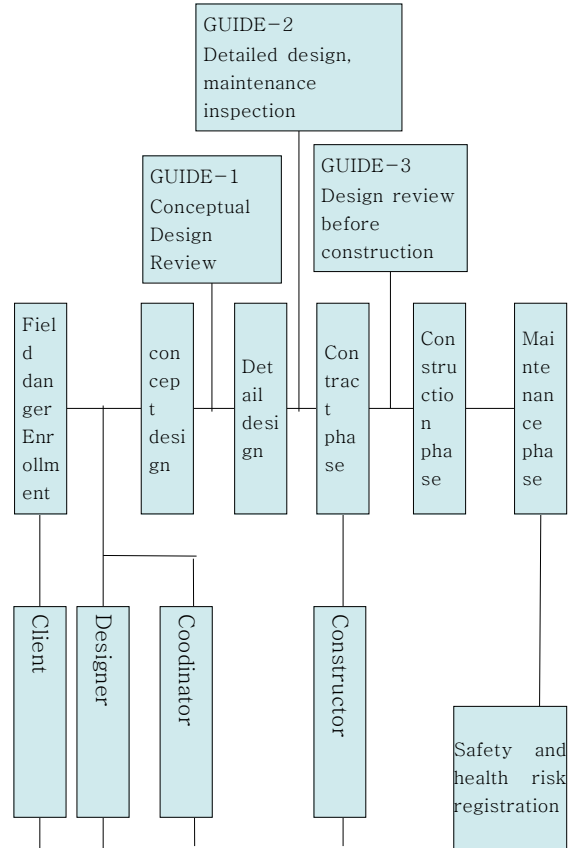 GUIDE-2
Detailed design,
maintenance
inspection
GUIDE-1
Conceptual
Design
Review
GUIDE-3
Design review
before
construction
Fiel
d
dan
ger
Enr
ollm
ent
con
cep
t
desi
gn
Det
ail
desi
gn
Con
trac
t
pha
se
Con
stru
ctio
n
pha
se
Mai
nte
nan
ce
pha
se
Client
Designer
Coodinator
Constructor
Safety and
health risk
registration